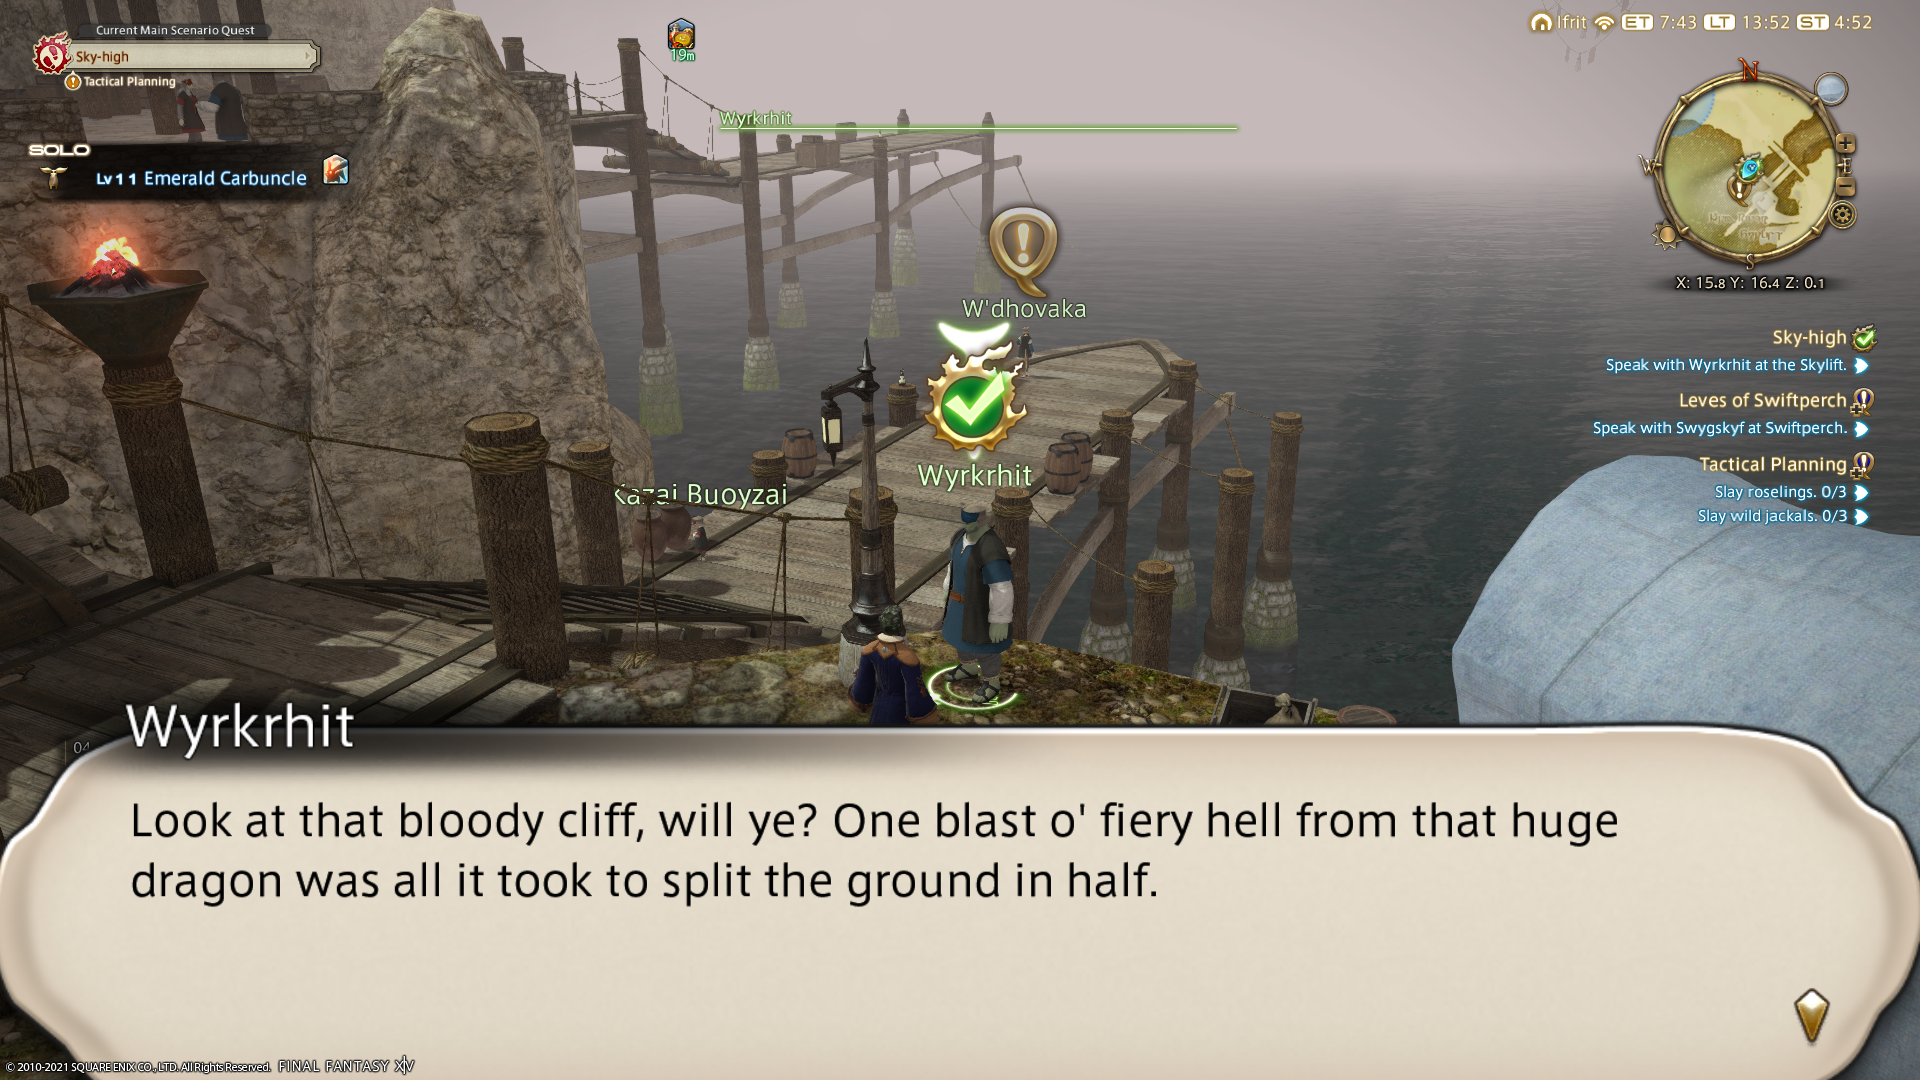 Current Main Scenario Quest
Sky-high
Tactical Planning
19m
Ifrit ET 7:43 LT 13:52 ST 4:52
SOLO
Lv11 Emerald Carbuncle
Wyrkrhit
N
W
E
S
X: 15.8 Y: 16.4 Z: 0.1
W'dhovaka
Wyrkrhit
Kazai Buoyzai
Sky-high
Speak with Wyrkrhit at the Skylift.
Leves of Swiftperch
Speak with Swygskyf at Swiftperch.
Tactical Planning
Slay roselings. 0/3
Slay wild jackals. 0/3
04
Wyrkrhit
Look at that bloody cliff, will ye? One blast o' fiery hell from that huge
dragon was all it took to split the ground in half.
© 2010-2021 SQUARE ENIX CO., LTD. All Rights Reserved. FINAL FANTASY XIV